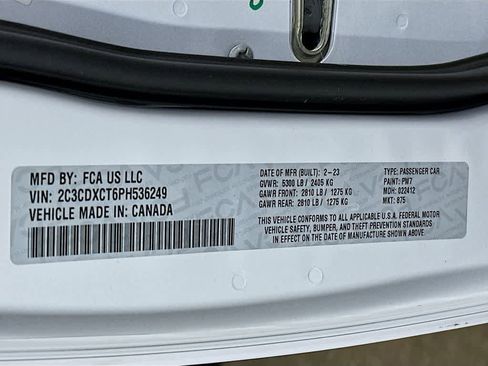 MFD BY: FCA US LLC
VIN: 2C3CDXCT6PH536249
VEHICLE MADE IN: CANADA
DATE OF MFR (BUILT): 2-23
GVWR: 5300 LB / 2405 KG
GAWR FRONT: 2810 LB / 1275 KG
GAWR REAR: 2810 LB / 1275 KG
TYPE: PASSENGER CAR
PAINT: PW7
MDH: 022412
MKT: 875
THIS VEHICLE CONFORMS TO ALL APPLICABLE U.S.A. FEDERAL MOTOR
VEHICLE SAFETY, BUMPER, AND THEFT PREVENTION STANDARDS
IN EFFECT ON THE DATE OF MANUFACTURE SHOWN ABOVE.